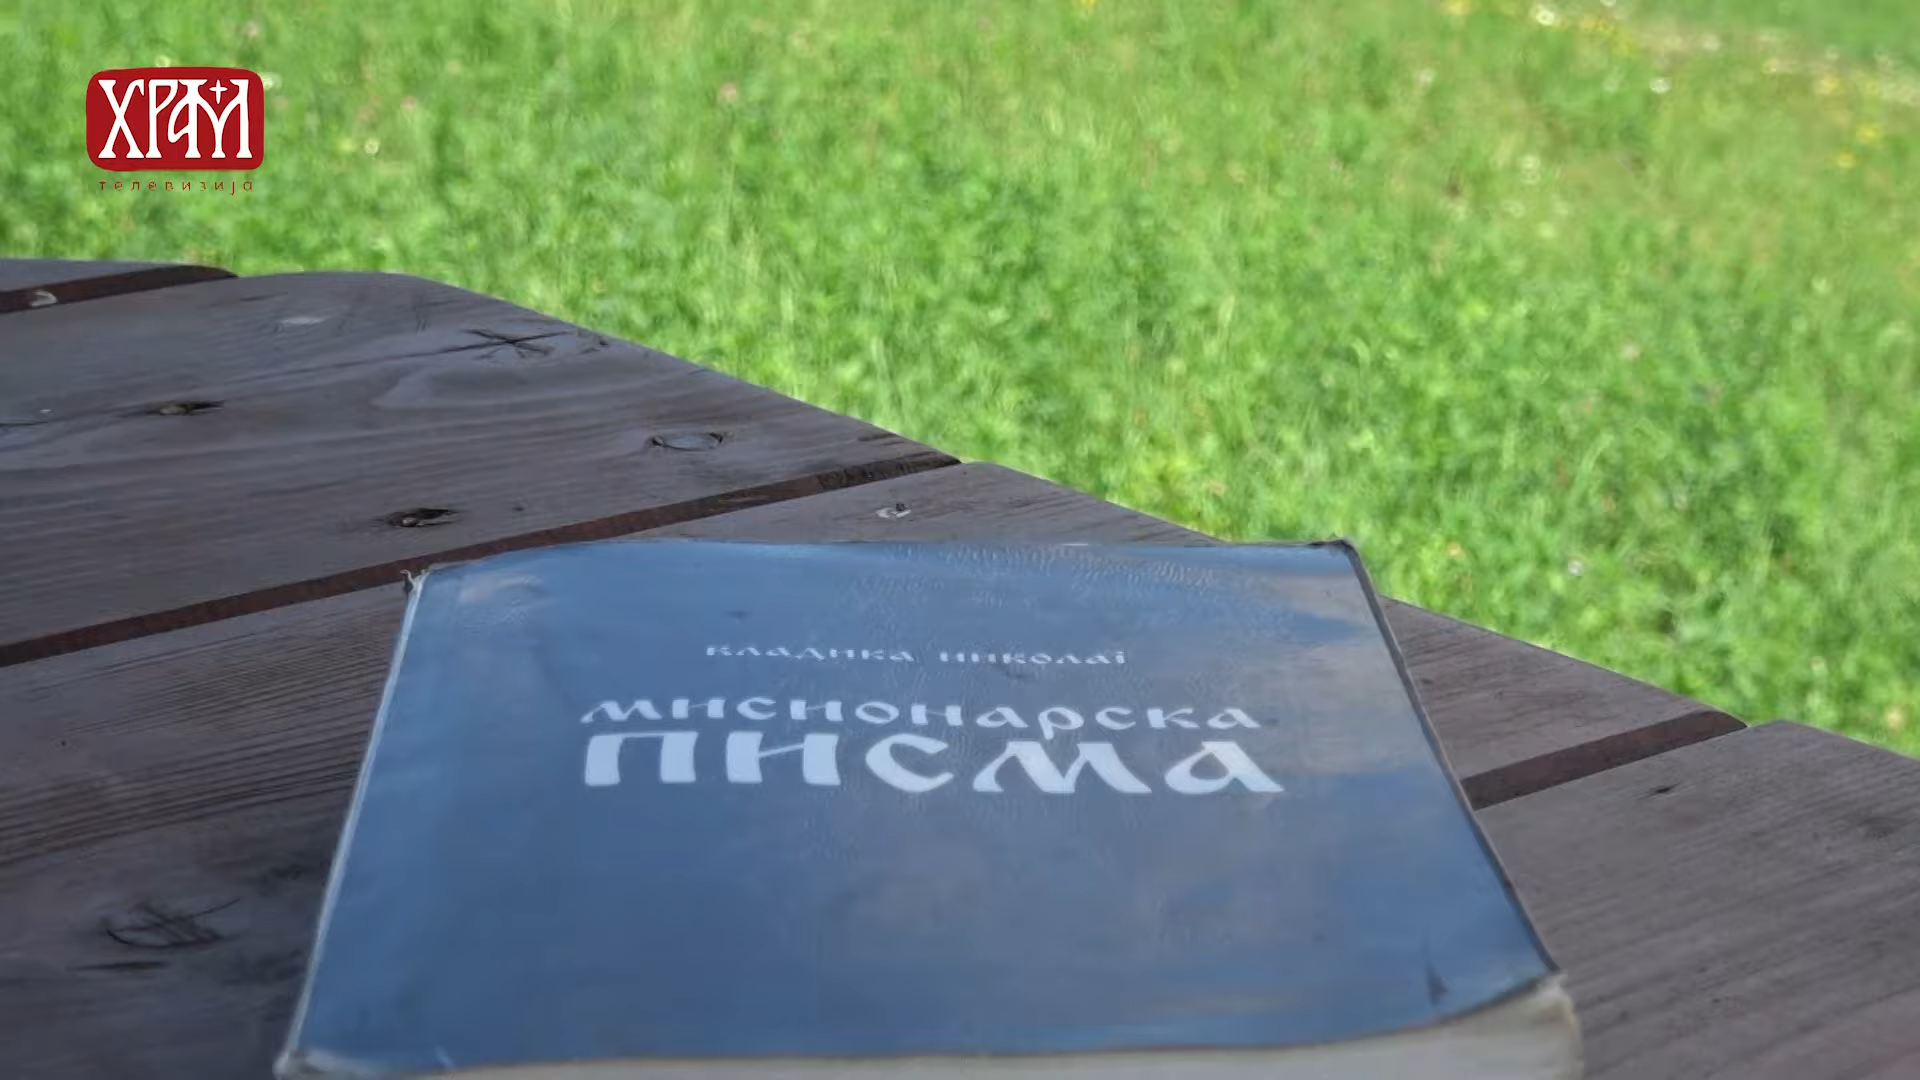 ХРАМ
телевизија
владика николај
мисионарска
писма